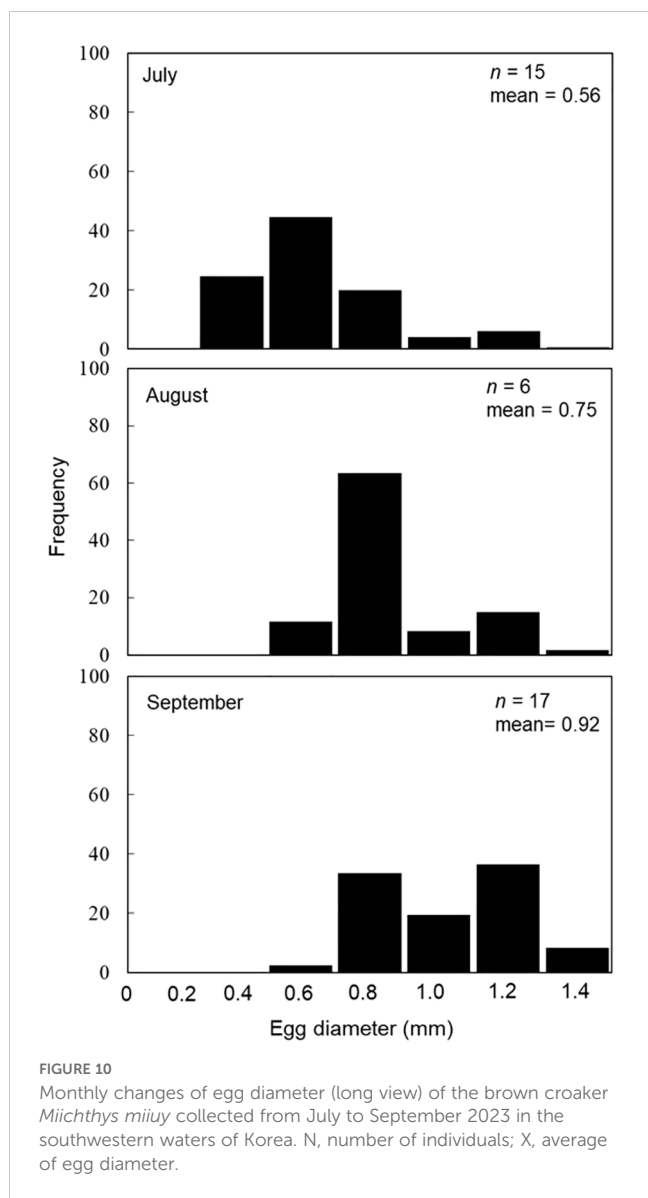 100
80
60
40
20
0
July
n = 15
mean = 0.56
100
80
60
40
20
0
August
n = 6
mean = 0.75
Frequency
100
80
60
40
20
0
September
n = 17
mean= 0.92
0 0.2 0.4 0.6 0.8 1.0 1.2 1.4
Egg diameter (mm)
FIGURE 10
Monthly changes of egg diameter (long view) of the brown croaker
Miichthys miiuy collected from July to September 2023 in the
southwestern waters of Korea. N, number of individuals; X, average
of egg diameter.